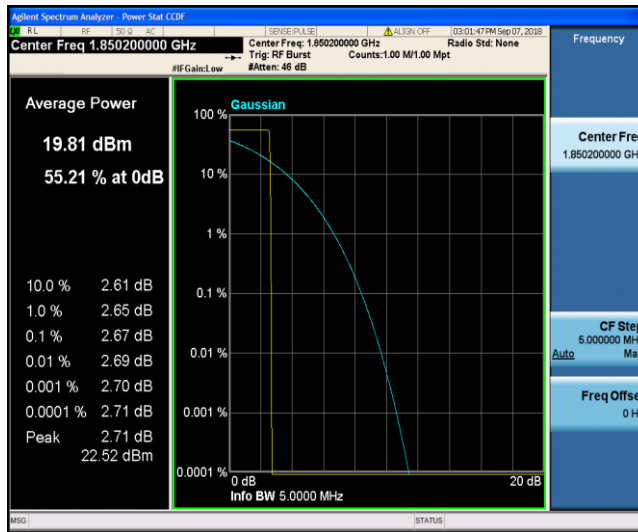 Agilent Spectrum Analyzer - Power Stat CCDF
RL RF 50 Ω AC SENSE:PULSE ALIGN OFF 03:01:47 PM Sep 07, 2018
Center Freq 1.850200000 GHz
Center Freq: 1.850200000 GHz Radio Std: None
Trig: RF Burst Counts:1.00 M/1.00 Mpt
#IFGain:Low #Atten: 46 dB
Frequency
Average Power
19.81 dBm
55.21 % at 0dB
10.0 % 2.61 dB
1.0 % 2.65 dB
0.1 % 2.67 dB
0.01 % 2.69 dB
0.001 % 2.70 dB
0.0001 % 2.71 dB
Peak 2.71 dB
22.52 dBm
Gaussian
100 %
10 %
1 %
0.1 %
0.01 %
0.001 %
0.0001 %
0 dB 20 dB
Info BW 5.0000 MHz
Center Fre
1.850200000 GH
CF Step
5.000000 MH
Auto Ma
Freq Offse
0 H
MSG STATUS